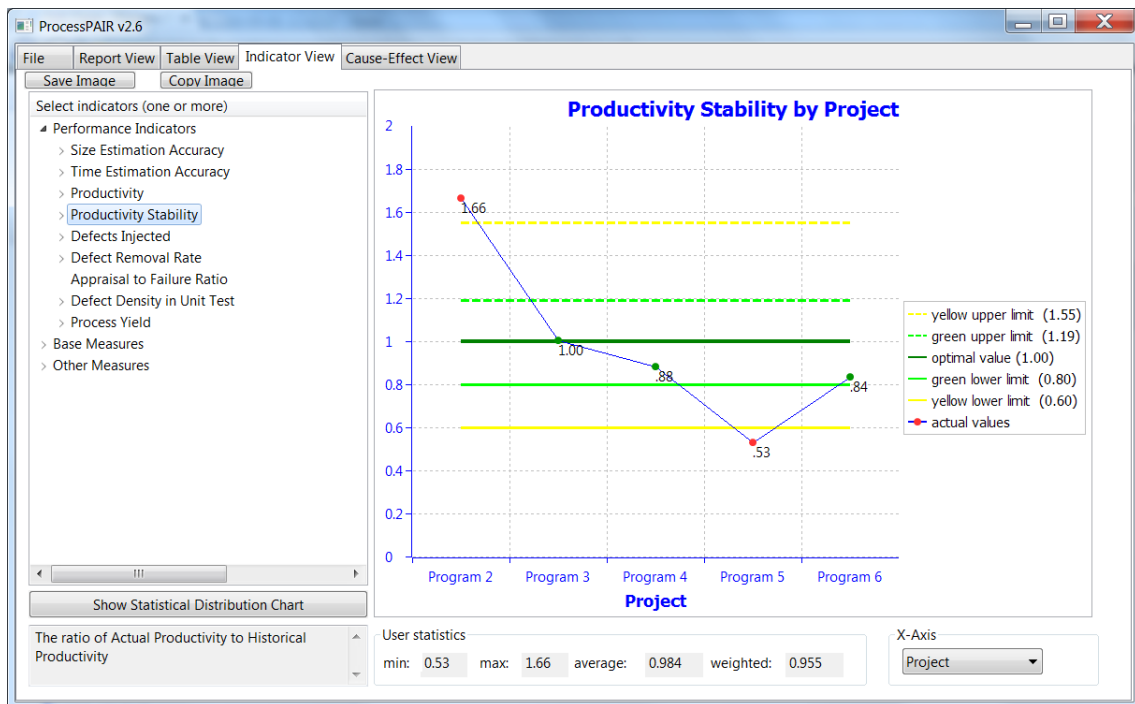 ProcessPAIR v2.6
File Report View Table View Indicator View Cause-Effect View
Save Image Copy Image
Select indicators (one or more)
Performance Indicators
Size Estimation Accuracy
Time Estimation Accuracy
Productivity
Productivity Stability
Defects Injected
Defect Removal Rate
Appraisal to Failure Ratio
Defect Density in Unit Test
Process Yield
Base Measures
Other Measures
Show Statistical Distribution Chart
The ratio of Actual Productivity to Historical
Productivity
Productivity Stability by Project
2
1.8
1.6
1.4
1.2
1
0.8
0.6
0.4
0.2
0
1.66
1.00
.88
.53
.84
Program 2 Program 3 Program 4 Program 5 Program 6
Project
yellow upper limit (1.55)
green upper limit (1.19)
optimal value (1.00)
green lower limit (0.80)
yellow lower limit (0.60)
actual values
User statistics
min: 0.53 max: 1.66 average: 0.984 weighted: 0.955
X-Axis
Project